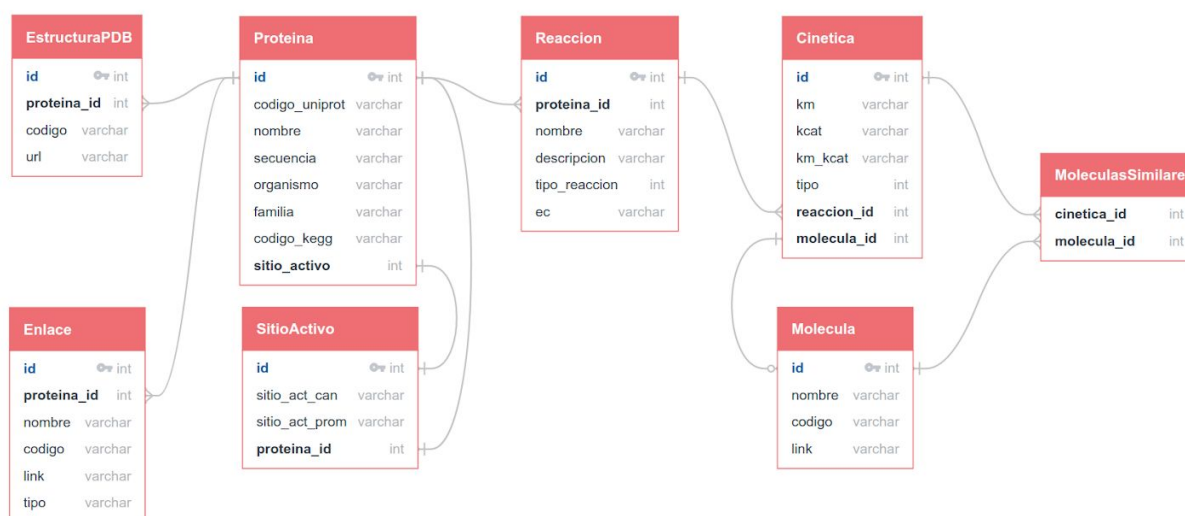 EstructuraPDB
id int
proteina_id int
codigo varchar
url varchar
Proteina
id int
codigo_uniprot varchar
nombre varchar
secuencia varchar
organismo varchar
familia varchar
codigo_kegg varchar
sitio_activo int
Reaccion
id int
proteina_id int
nombre varchar
descripcion varchar
tipo_reaccion int
ec varchar
Cinetica
id int
km varchar
kcat varchar
km_kcat varchar
tipo int
reaccion_id int
molecula_id int
MoleculasSimilare
cinetica_id int
molecula_id int
Enlace
id int
proteina_id int
nombre varchar
codigo varchar
link varchar
tipo varchar
SitioActivo
id int
sitio_act_can varchar
sitio_act_prom varchar
proteina_id int
Molecula
id int
nombre varchar
codigo varchar
link varchar